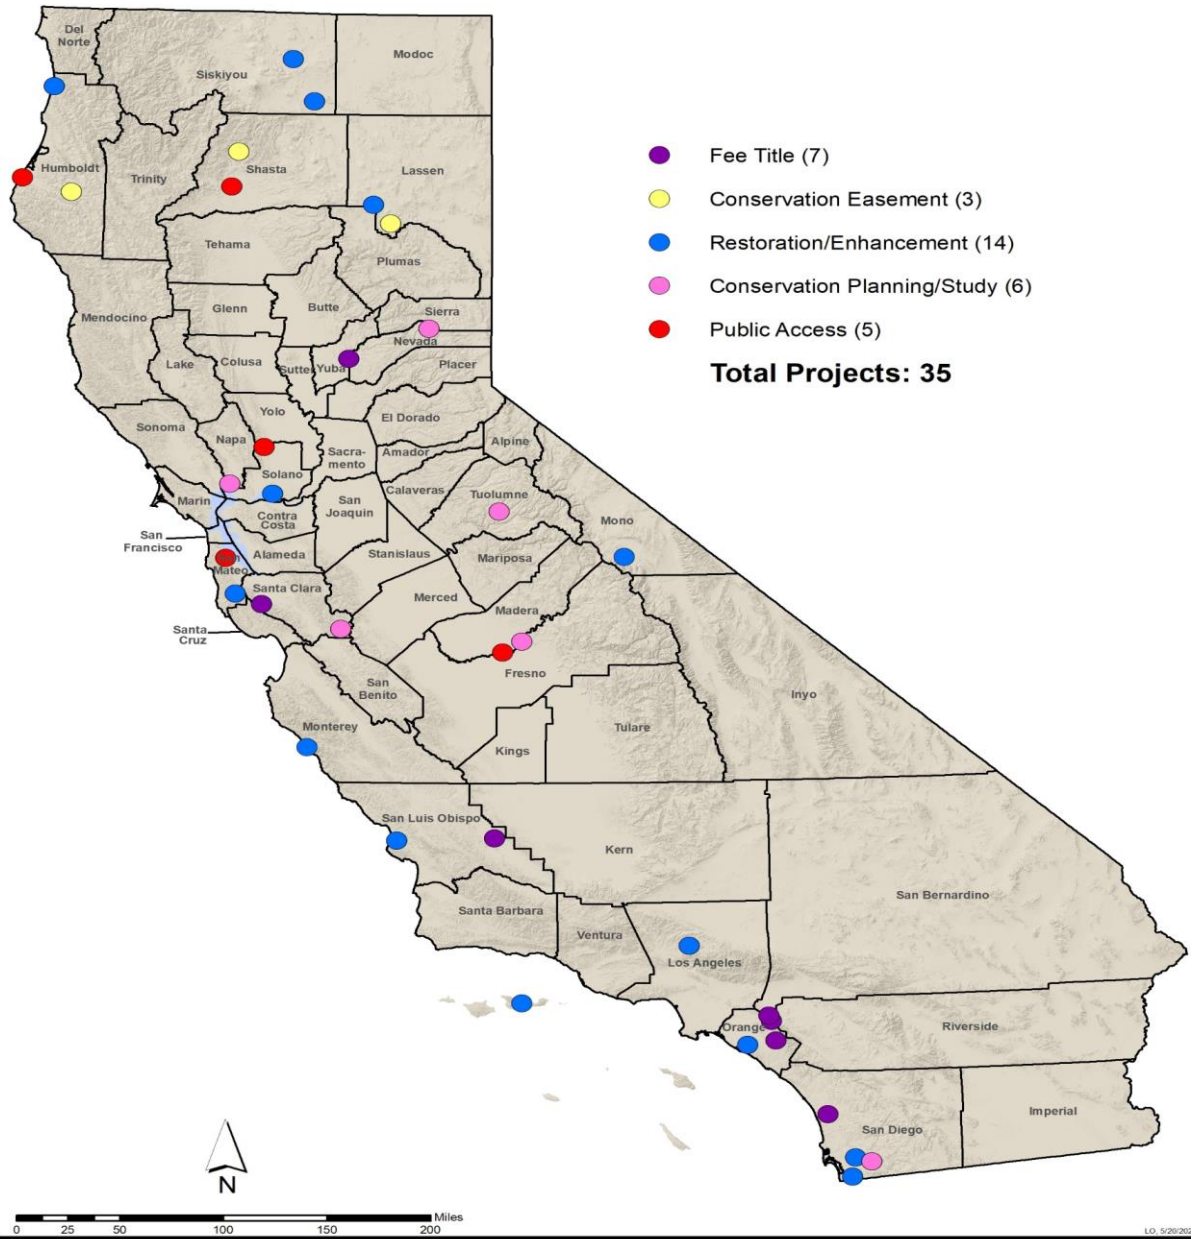 Del
Norte
Modoc
Siskiyou
Humboldt
Trinity
Shasta
Lassen
Tehama
Plumas
Mendocino
Glenn
Butte
Sierra
Lake
Colusa
Sutter
Yuba
Nevada
Placer
Sonoma
Napa
Yolo
El Dorado
Sacra-
mento
Amador
Alpine
Solano
Marin
Contra
Costa
San
Joaquin
Calaveras
Tuolumne
Mono
San
Francisco
Alameda
Stanislaus
Mariposa
Mateo
Santa Clara
Merced
Madera
Santa
Cruz
San
Benito
Fresno
Inyo
Monterey
Kings
Tulare
San Luis Obispo
Kern
San Bernardino
Santa Barbara
Ventura
Los Angeles
Orange
Riverside
San Diego
Imperial
Fee Title (7)
Conservation Easement (3)
Restoration/Enhancement (14)
Conservation Planning/Study (6)
Public Access (5)
Total Projects: 35
N
Miles
0 25 50 100 150 200
LO, 5/20/202